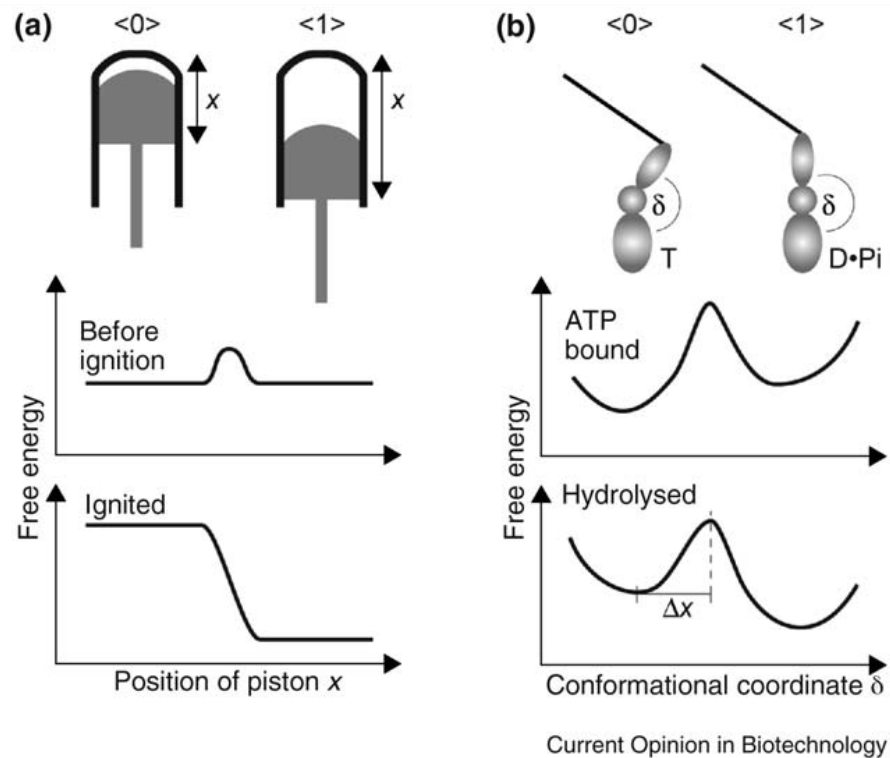 (a)
<0>
<1>
x
x
Before
ignition
Free energy
Ignited
Position of piston x
(b)
<0>
<1>
δ
T
δ
D•Pi
ATP
bound
Free energy
Hydrolysed
Δx
Conformational coordinate δ
Current Opinion in Biotechnology